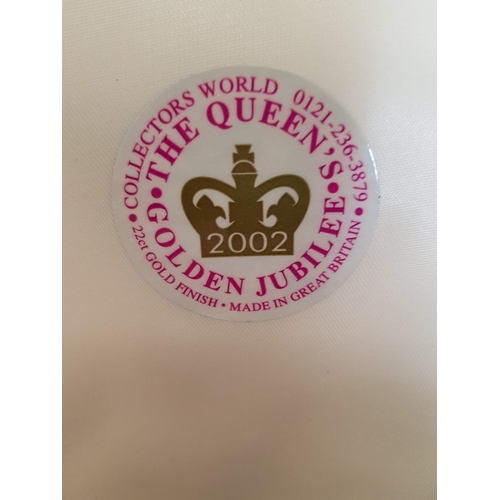 • COLLECTORS WORLD 0121-236-3879 •
• THE QUEEN'S •
GOLDEN JUBILEE
2002
22ct GOLD FINISH • MADE IN GREAT BRITAIN